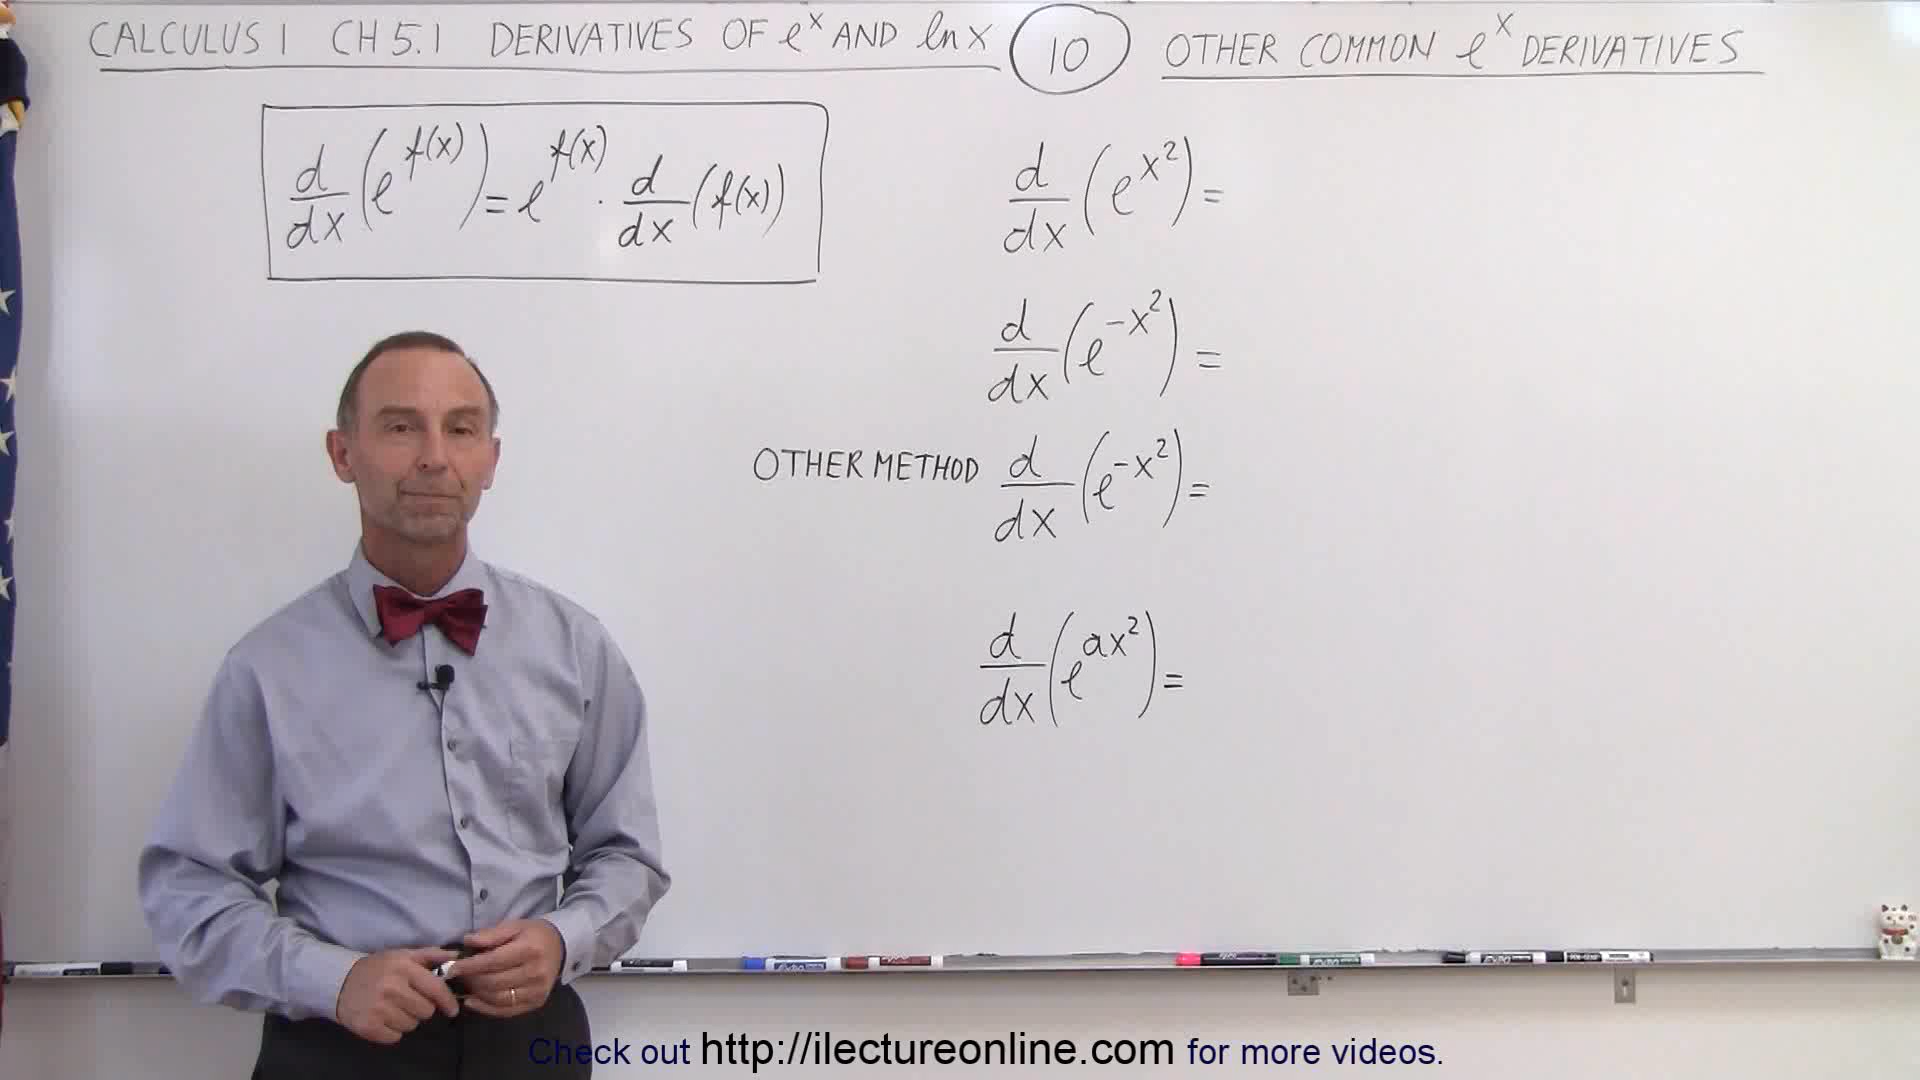 CALCULUS 1 CH 5.1 DERIVATIVES OF e^x AND ln x 10 OTHER COMMON e^x DERIVATIVES
d/dx (e^f(x)) = e^f(x) · d/dx (f(x))
d/dx (e^x²) =
d/dx (e^-x²) =
OTHER METHOD d/dx (e^-x²) =
d/dx (e^ax²) =
Check out http://ilectureonline.com for more videos.